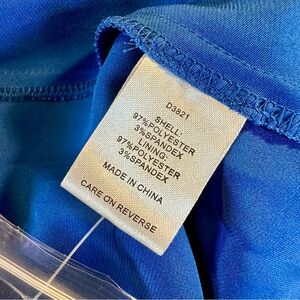 D3821
SHELL:
97%POLYESTER
3%SPANDEX
LINING:
97%POLYESTER
3%SPANDEX
MADE IN CHINA
CARE ON REVERSE